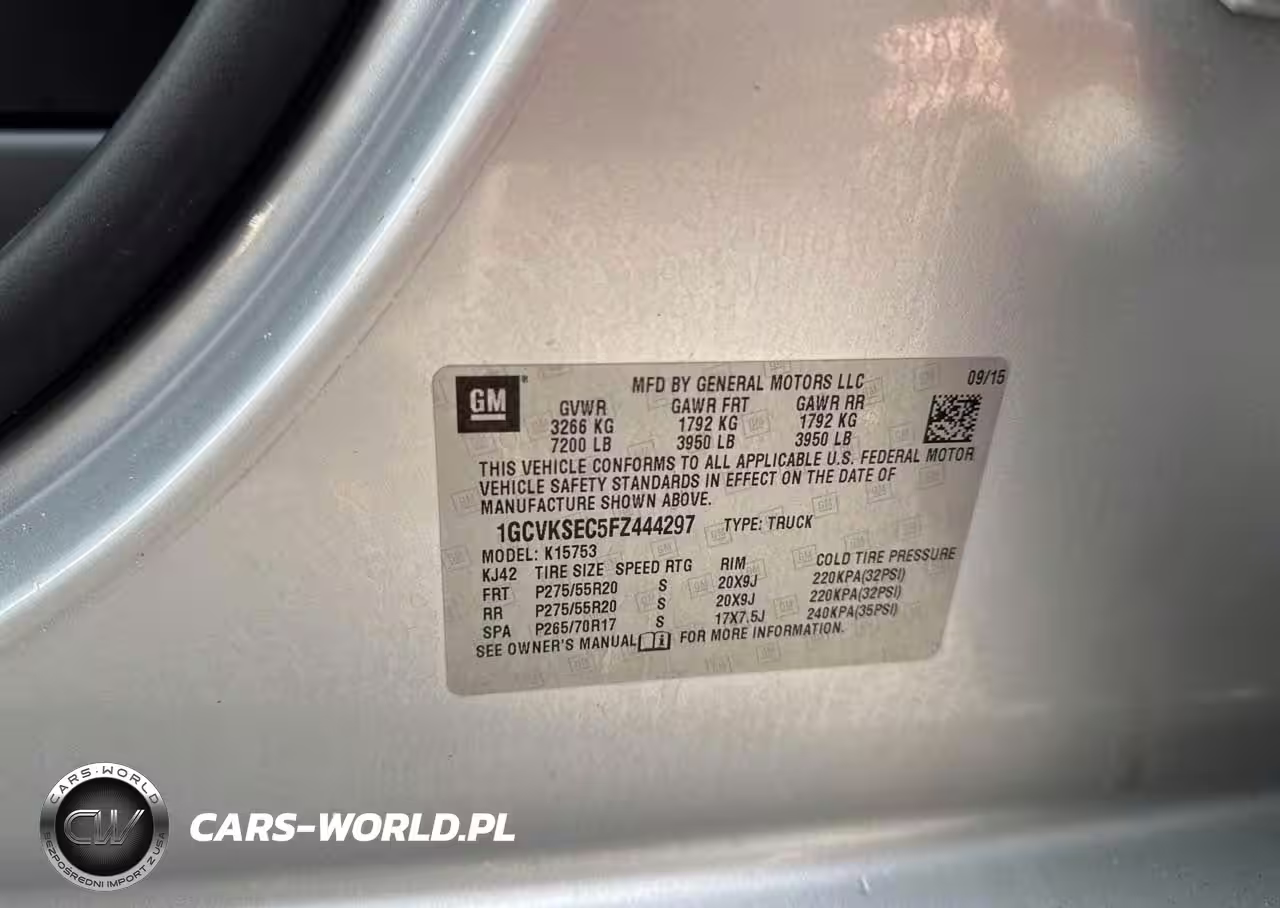 GM
MFD BY GENERAL MOTORS LLC 09/15
GVWR GAWR FRT GAWR RR
3266 KG 1792 KG 1792 KG
7200 LB 3950 LB 3950 LB
THIS VEHICLE CONFORMS TO ALL APPLICABLE U.S. FEDERAL MOTOR
VEHICLE SAFETY STANDARDS IN EFFECT ON THE DATE OF
MANUFACTURE SHOWN ABOVE.
1GCVKSEC5FZ444297 TYPE: TRUCK
MODEL: K15753
KJ42 TIRE SIZE SPEED RTG RIM COLD TIRE PRESSURE
FRT P275/55R20 S 20X9J 220KPA(32PSI)
RR P275/55R20 S 20X9J 220KPA(32PSI)
SPA P265/70R17 S 17X7.5J 240KPA(35PSI)
SEE OWNER'S MANUAL FOR MORE INFORMATION.
CARS-WORLD
CW
BEZPOŚREDNI IMPORT Z USA
CARS-WORLD.PL